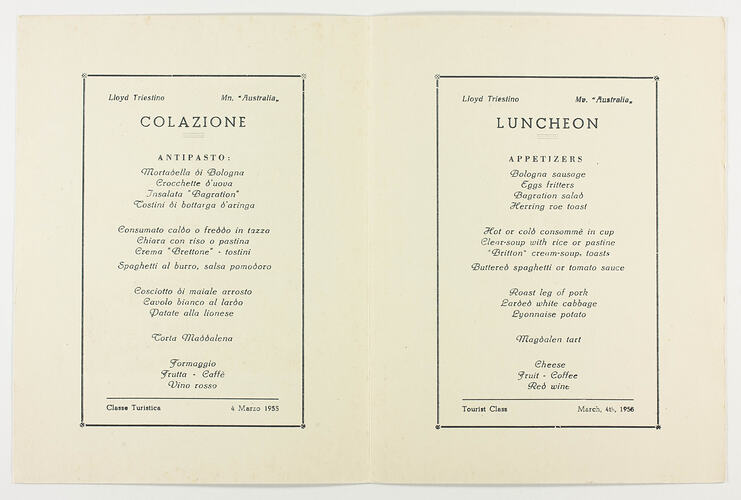 Lloyd Triestino Mn. "Australia„
COLAZIONE
ANTIPASTO:
Mortadella di Bologna
Crocchette d'uova
Insalata "Bagration"
Tostini di bottarga d'aringa
Consumato caldo o freddo in tazza
Chiara con riso o pastina
Crema "Brettone" - tostini
Spaghetti al burro, salsa pomodoro
Cosciotto di maiale arrosto
Cavolo bianco al lardo
Patate alla lionese
Torta Maddalena
Formaggio
Frutta - Caffè
Vino rosso
Classe Turistica 4 Marzo 1955
Lloyd Triestino Mv. "Australia„
LUNCHEON
APPETIZERS
Bologna sausage
Eggs fritters
Bagration salad
Herring roe toast
Hot or cold consommè in cup
Clear-soup with rice or pastine
"Britton" cream-soup, toasts
Buttered spaghetti or tomato sauce
Roast leg of pork
Larded white cabbage
Lyonnaise potato
Magdalen tart
Cheese
Fruit - Coffee
Red wine
Tourist Class March, 4th, 1956